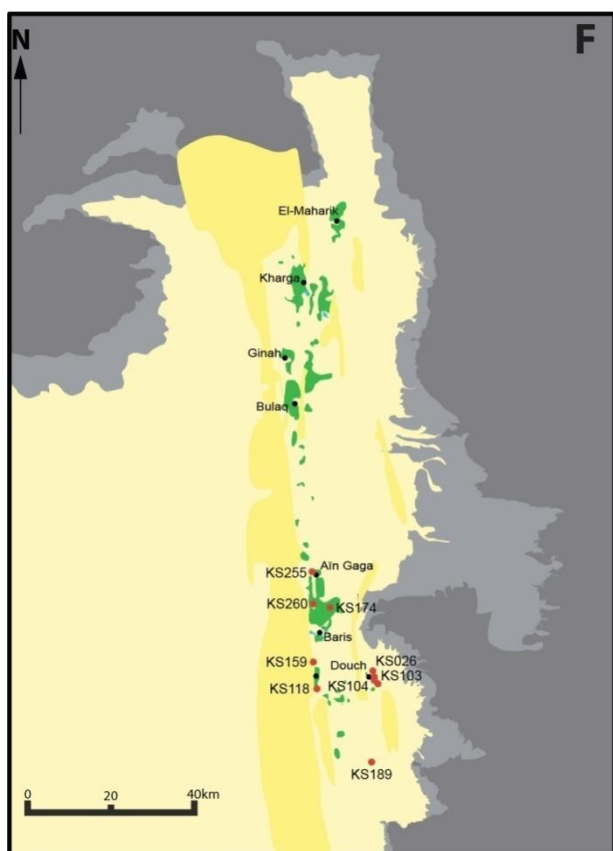 N
F
El-Maharik
Kharga
Ginah
Bulaq
Aïn Gaga
KS255
KS260
KS174
Baris
KS159
Douch
KS026
KS103
KS104
KS118
KS189
0 20 40km